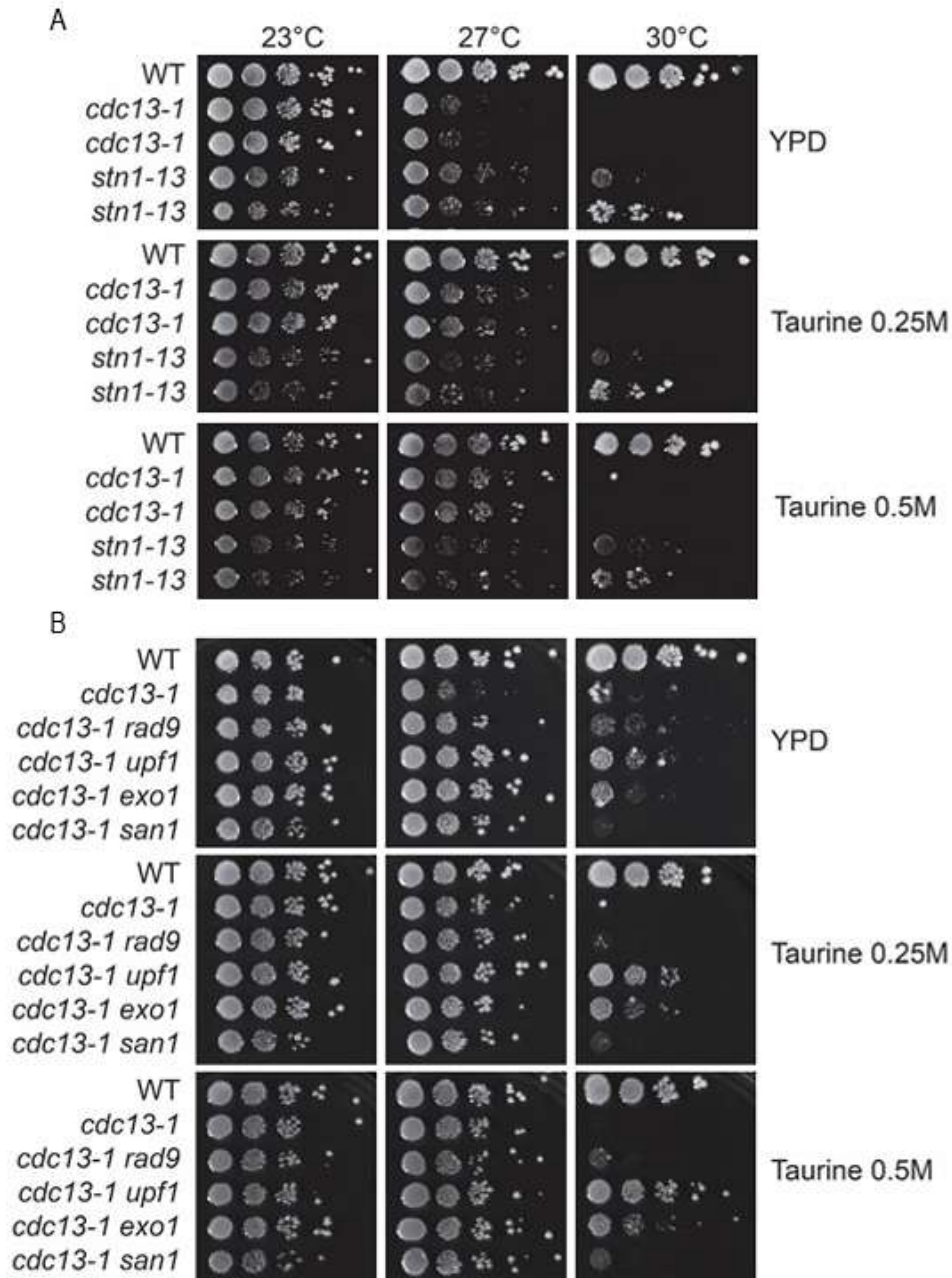 A
23°C 27°C 30°C
WT
cdc13-1
cdc13-1
stn1-13
stn1-13
YPD
WT
cdc13-1
cdc13-1
stn1-13
stn1-13
Taurine 0.25M
WT
cdc13-1
cdc13-1
stn1-13
stn1-13
Taurine 0.5M
B
WT
cdc13-1
cdc13-1 rad9
cdc13-1 upf1
cdc13-1 exo1
cdc13-1 san1
YPD
WT
cdc13-1
cdc13-1 rad9
cdc13-1 upf1
cdc13-1 exo1
cdc13-1 san1
Taurine 0.25M
WT
cdc13-1
cdc13-1 rad9
cdc13-1 upf1
cdc13-1 exo1
cdc13-1 san1
Taurine 0.5M